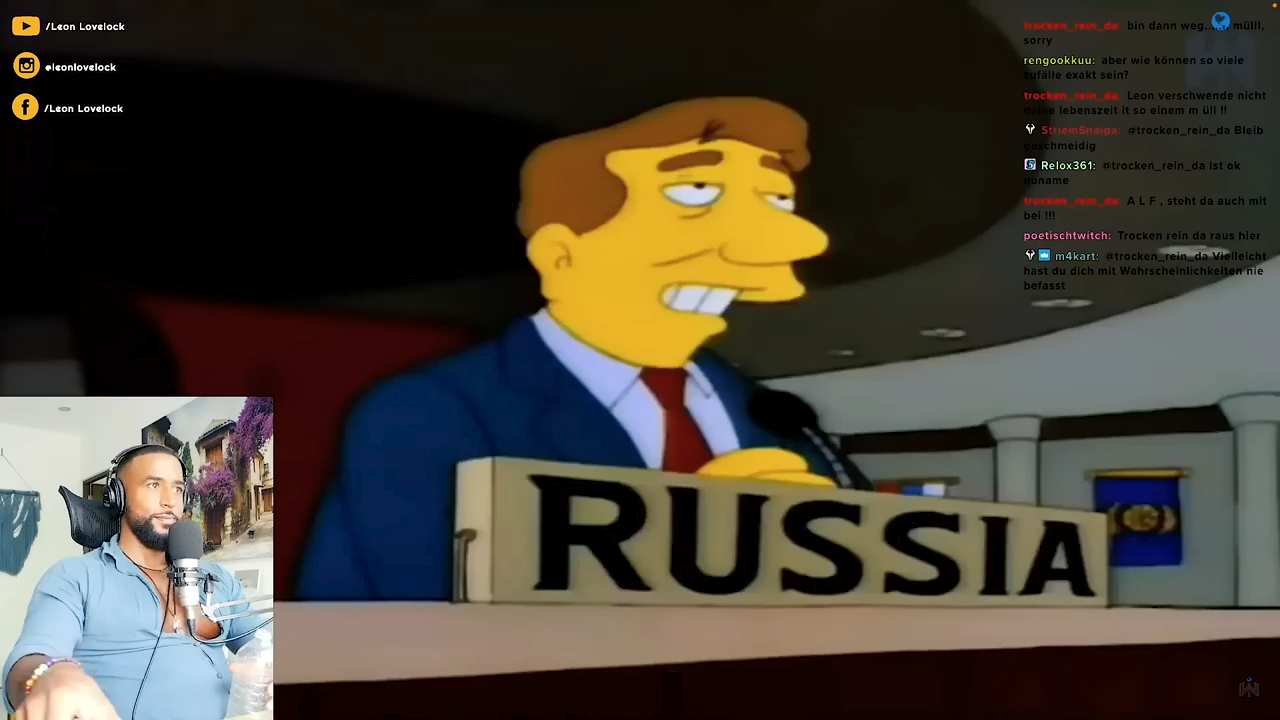 /Leon Lovelock
@leonlovelock
/Leon Lovelock
trocken_rein_da: bin dann weg... müll,
sorry
rengookkuu: aber wie können so viele
zufälle exakt sein?
trocken_rein_da: Leon verschwende nicht
deine lebenszeit it so einem m üll !!
StriemSnaipa: @trocken_rein_da Bleib
geschmeidig
Relox361: @trocken_rein_da ist ok
noname
trocken_rein_da: A L F , steht da auch mit
bei !!!
poetischtwitch: Trocken rein da raus hier
m4kart: @trocken_rein_da Vielleicht
hast du dich mit Wahrscheinlichkeiten nie
befasst
RUSSIA